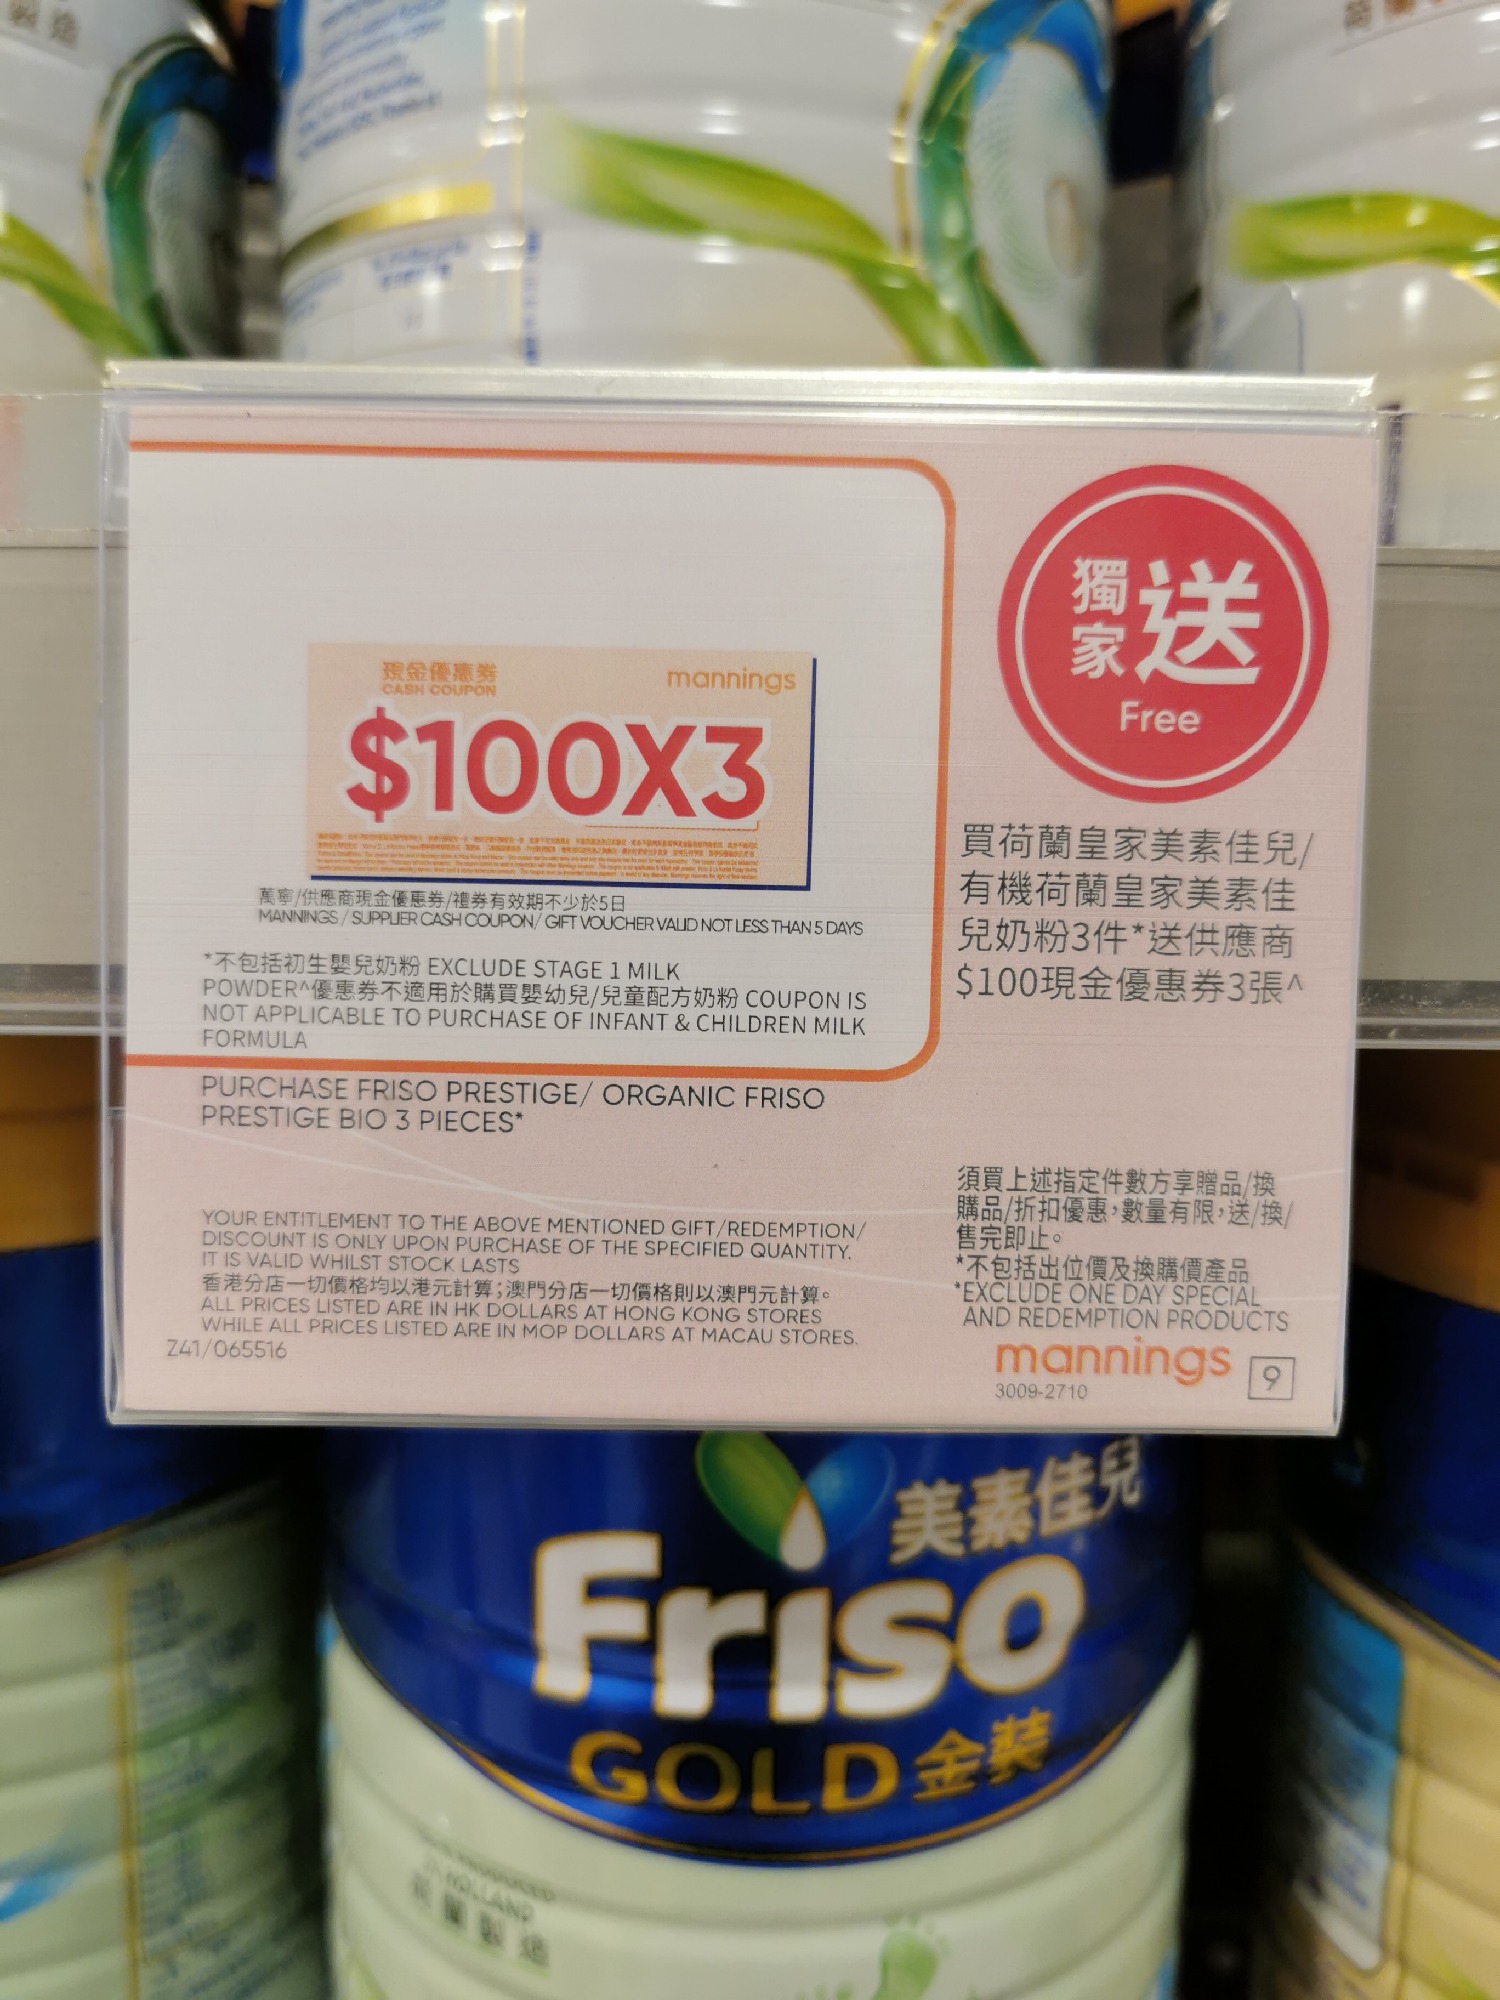 現金優惠券
CASH COUPON
mannings
$100X3
萬寧/供應商現金優惠券/禮券有效期不少於5日
MANNINGS / SUPPLIER CASH COUPON/ GIFT VOUCHER VALID NOT LESS THAN 5 DAYS
*不包括初生嬰兒奶粉 EXCLUDE STAGE 1 MILK
POWDER^優惠券不適用於購買嬰幼兒/兒童配方奶粉 COUPON IS
NOT APPLICABLE TO PURCHASE OF INFANT & CHILDREN MILK
FORMULA
PURCHASE FRISO PRESTIGE/ ORGANIC FRISO
PRESTIGE BIO 3 PIECES*
YOUR ENTITLEMENT TO THE ABOVE MENTIONED GIFT/REDEMPTION/
DISCOUNT IS ONLY UPON PURCHASE OF THE SPECIFIED QUANTITY.
IT IS VALID WHILST STOCK LASTS
香港分店一切價格均以港元計算;澳門分店一切價格則以澳門元計算。
ALL PRICES LISTED ARE IN HK DOLLARS AT HONG KONG STORES
WHILE ALL PRICES LISTED ARE IN MOP DOLLARS AT MACAU STORES.
Z41/065516
獨家 送
Free
買荷蘭皇家美素佳兒/
有機荷蘭皇家美素佳
兒奶粉3件*送供應商
$100現金優惠券3張^
須買上述指定件數方享贈品/換
購品/折扣優惠,數量有限,送/換/
售完即止。
*不包括出位價及換購價產品
*EXCLUDE ONE DAY SPECIAL
AND REDEMPTION PRODUCTS
mannings
3009-2710
9
美素佳兒
Friso
GOLD 金裝
HOLLAND
荷蘭製造